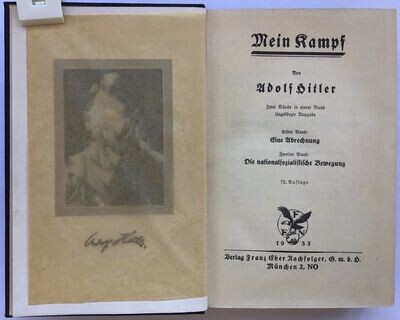 Mein Kampf
Von
Adolf Hitler
Zwei Bände in einem Band
Ungekürzte Ausgabe
Erster Band:
Eine Abrechnung
Zweiter Band:
Die nationalsozialistische Bewegung
72. Auflage
F
E N
1933
Verlag Franz Eher Nachfolger, G. m. b. H.
München 2, NO